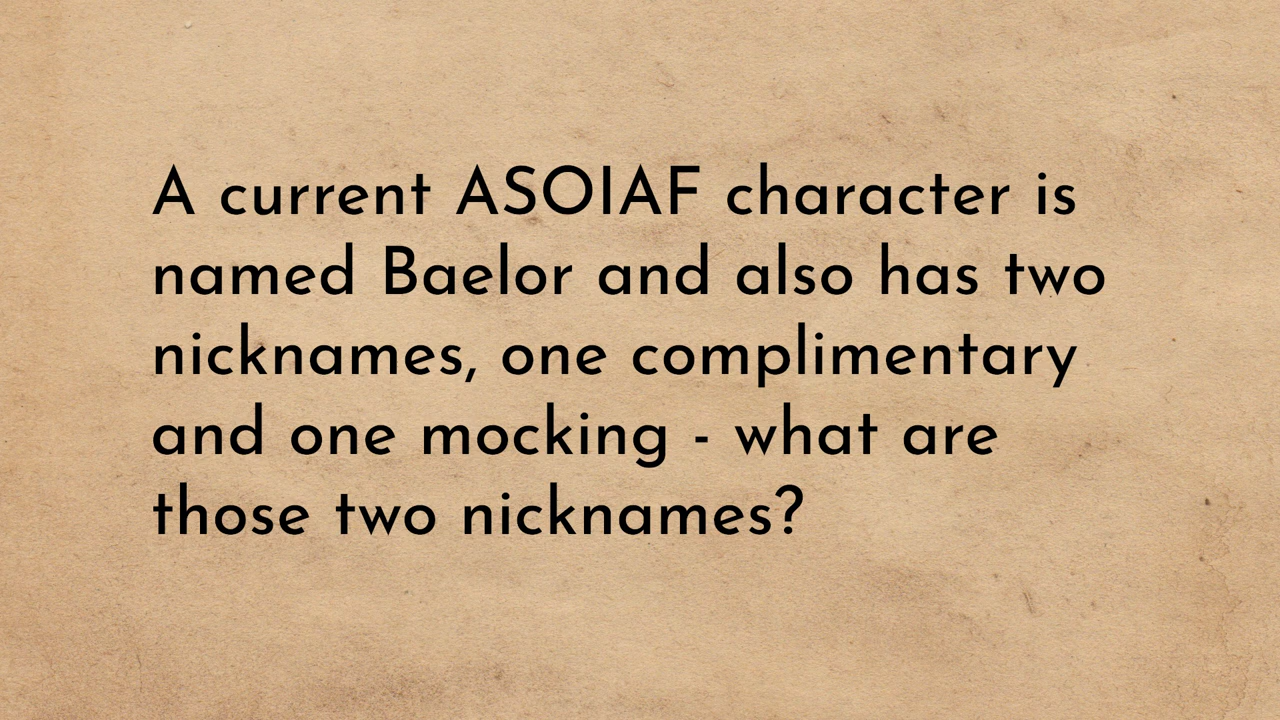 A current ASOIAF character is
named Baelor and also has two
nicknames, one complimentary
and one mocking - what are
those two nicknames?